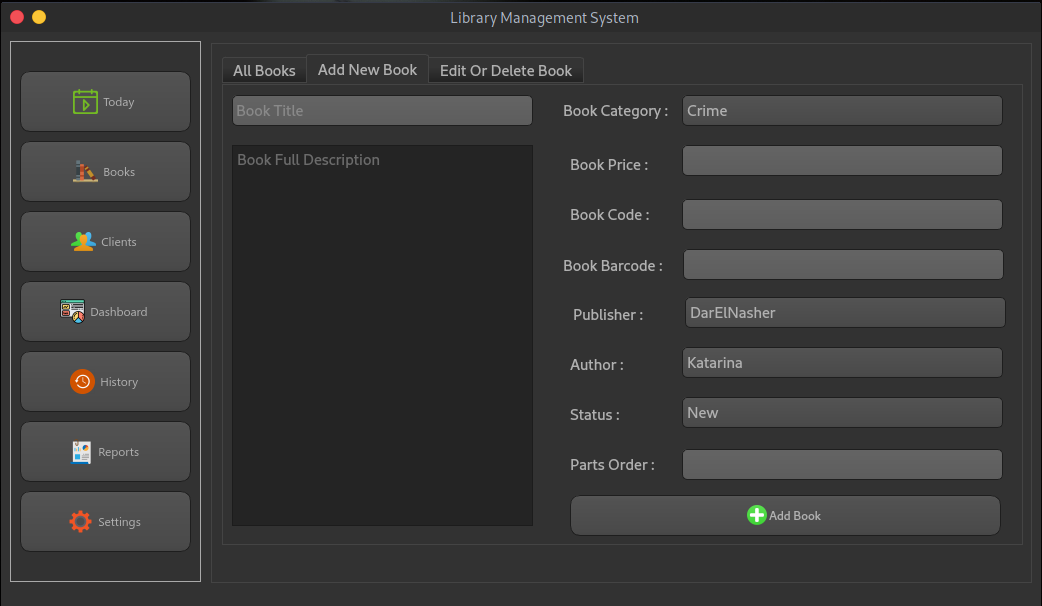 Library Management System
Today
Books
Clients
Dashboard
History
Reports
Settings
All Books
Add New Book
Edit Or Delete Book
Book Title
Book Full Description
Book Category :
Crime
Book Price :
Book Code :
Book Barcode :
Publisher :
DarElNasher
Author :
Katarina
Status :
New
Parts Order :
Add Book